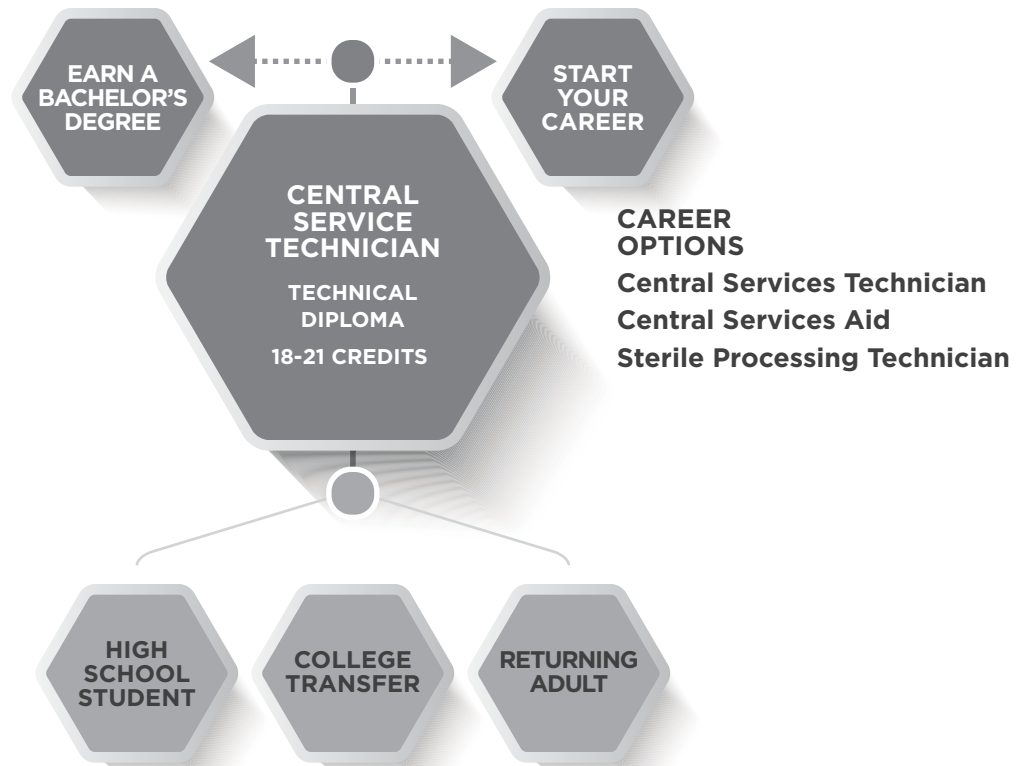 EARN A
BACHELOR'S
DEGREE
START
YOUR
CAREER
CENTRAL
SERVICE
TECHNICIAN
TECHNICAL
DIPLOMA
18-21 CREDITS
CAREER
OPTIONS
Central Services Technician
Central Services Aid
Sterile Processing Technician
HIGH
SCHOOL
STUDENT
COLLEGE
TRANSFER
RETURNING
ADULT